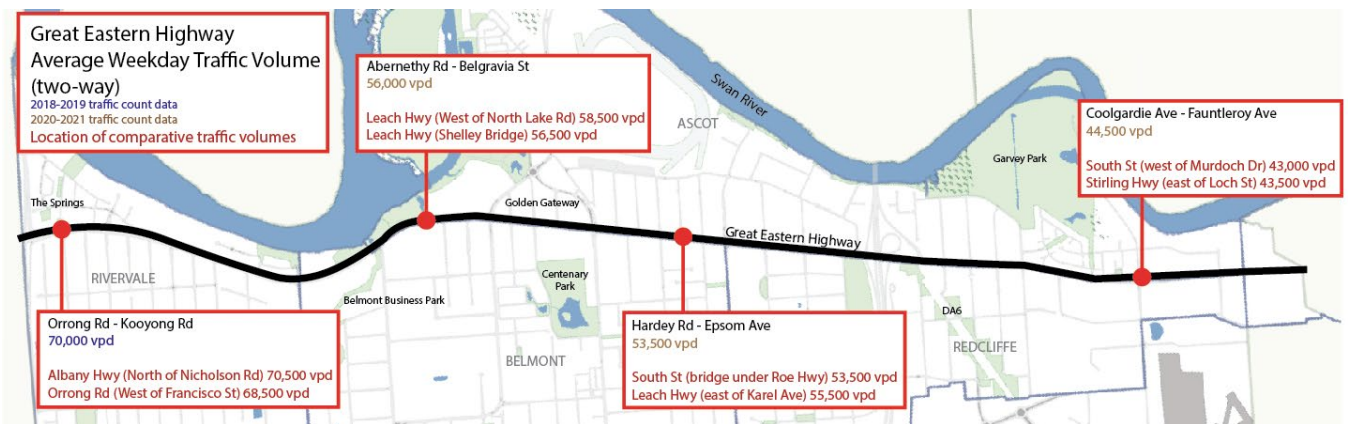 Great Eastern Highway
Average Weekday Traffic Volume
(two-way)
2018-2019 traffic count data
2020-2021 traffic count data
Location of comparative traffic volumes
Abernethy Rd - Belgravia St
56,000 vpd
Leach Hwy (West of North Lake Rd) 58,500 vpd
Leach Hwy (Shelley Bridge) 56,500 vpd
Swan River
ASCOT
Garvey Park
Coolgardie Ave - Fauntleroy Ave
44,500 vpd
South St (west of Murdoch Dr) 43,000 vpd
Stirling Hwy (east of Loch St) 43,500 vpd
The Springs
Golden Gateway
Great Eastern Highway
RIVERVALE
Belmont Business Park
Centenary
Park
DA6
BELMONT
REDCLIFFE
Orrong Rd - Kooyong Rd
70,000 vpd
Albany Hwy (North of Nicholson Rd) 70,500 vpd
Orrong Rd (West of Francisco St) 68,500 vpd
Hardey Rd - Epsom Ave
53,500 vpd
South St (bridge under Roe Hwy) 53,500 vpd
Leach Hwy (east of Karel Ave) 55,500 vpd